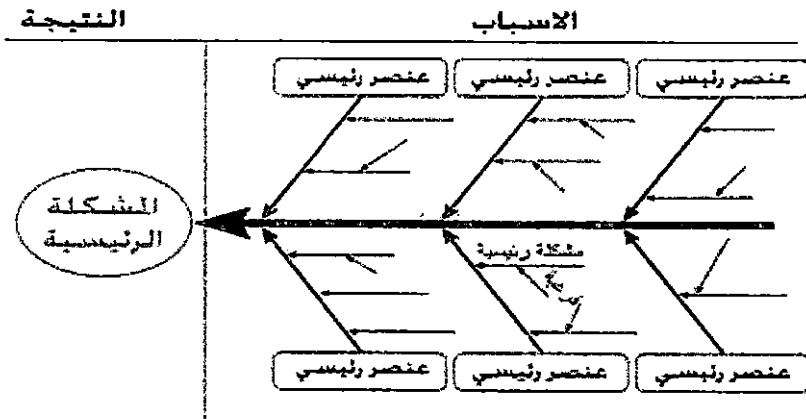 الاسباب
النتيجة
عنصر رئيسي
عنصر رئيسي
عنصر رئيسي
المشكلة
الرئيسية
مشكلة رئيسية
عنصر رئيسي
عنصر رئيسي
عنصر رئيسي